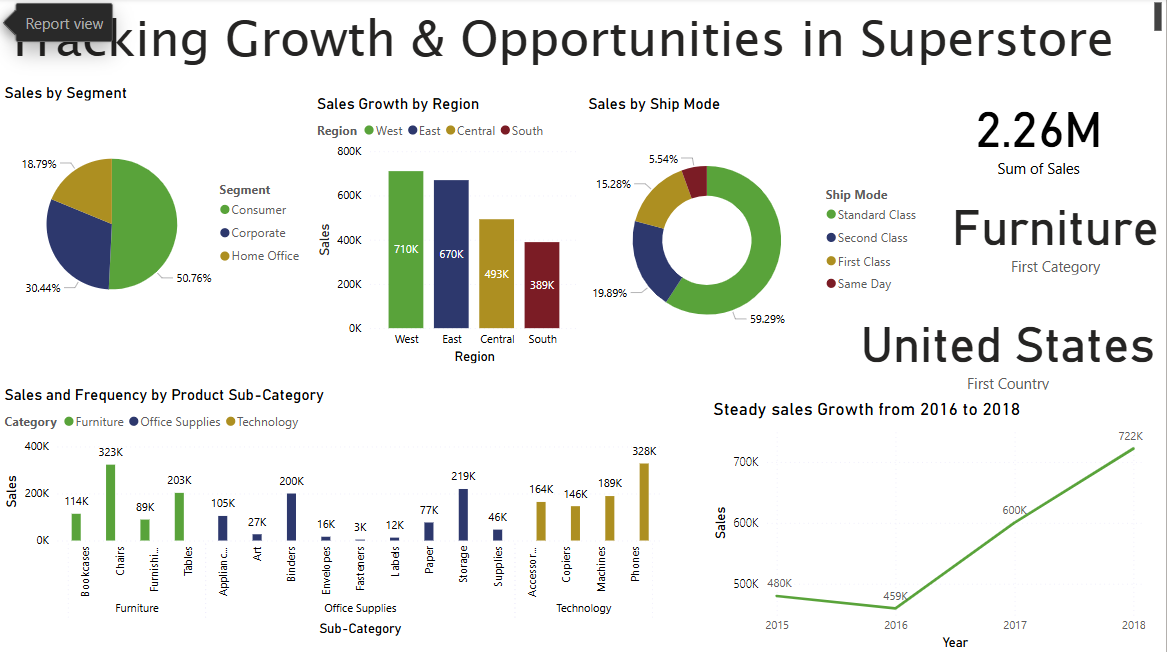 Report view
Tracking Growth & Opportunities in Superstore
Sales by Segment
18.79%
30.44%
50.76%
Segment
Consumer
Corporate
Home Office
Sales Growth by Region
Region West East Central South
800K
600K
400K
200K
0K
Sales
710K
670K
493K
389K
West East Central South
Region
Sales by Ship Mode
5.54%
15.28%
19.89%
59.29%
Ship Mode
Standard Class
Second Class
First Class
Same Day
2.26M
Sum of Sales
Furniture
First Category
United States
First Country
Sales and Frequency by Product Sub-Category
Category Furniture Office Supplies Technology
400K
200K
0K
Sales
114K
323K
89K
203K
105K
27K
200K
16K
3K
12K
77K
219K
46K
164K
146K
189K
328K
Bookcases
Chairs
Furnishi...
Tables
Applianc...
Art
Binders
Envelopes
Fasteners
Labels
Paper
Storage
Supplies
Accessor...
Copiers
Machines
Phones
Furniture
Office Supplies
Technology
Sub-Category
Steady sales Growth from 2016 to 2018
700K
600K
500K
Sales
480K
459K
600K
722K
2015 2016 2017 2018
Year